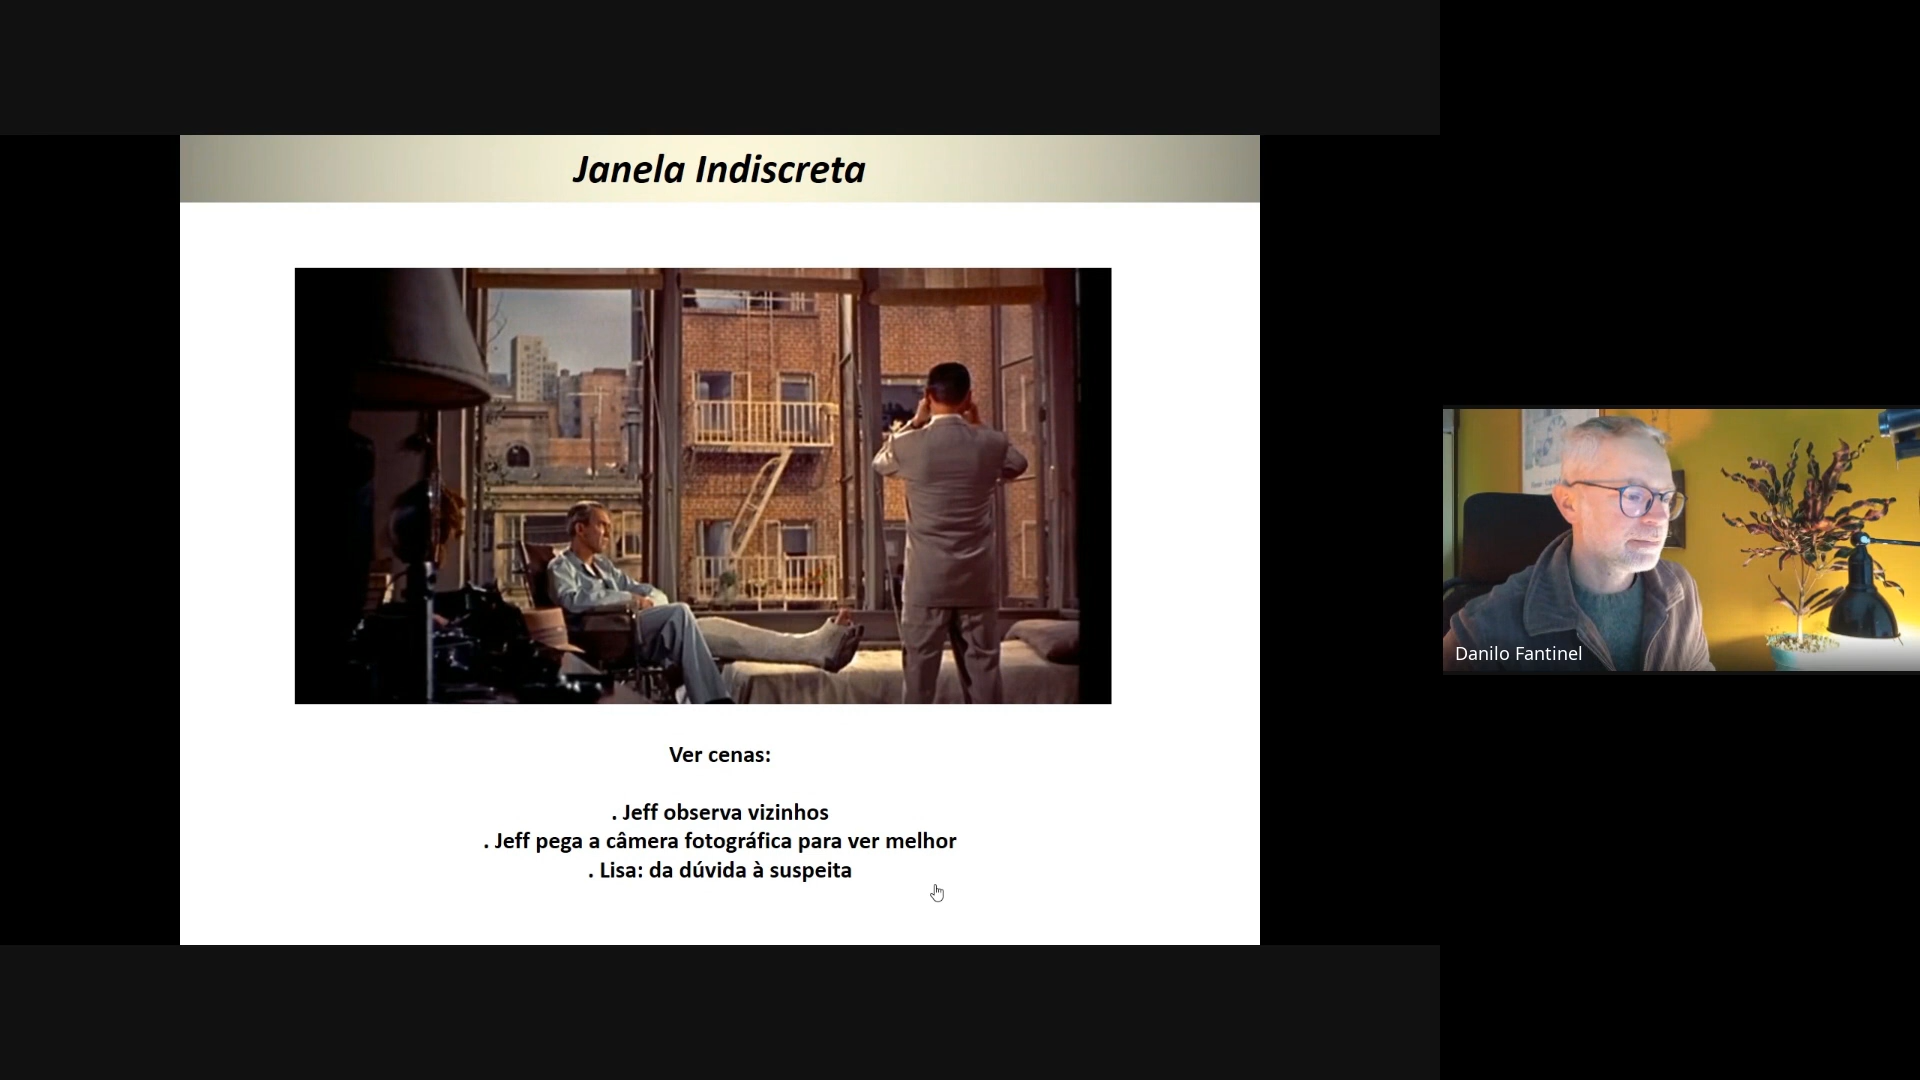 Janela Indiscreta
Ver cenas:
. Jeff observa vizinhos
. Jeff pega a câmera fotográfica para ver melhor
. Lisa: da dúvida à suspeita
Danilo Fantinel